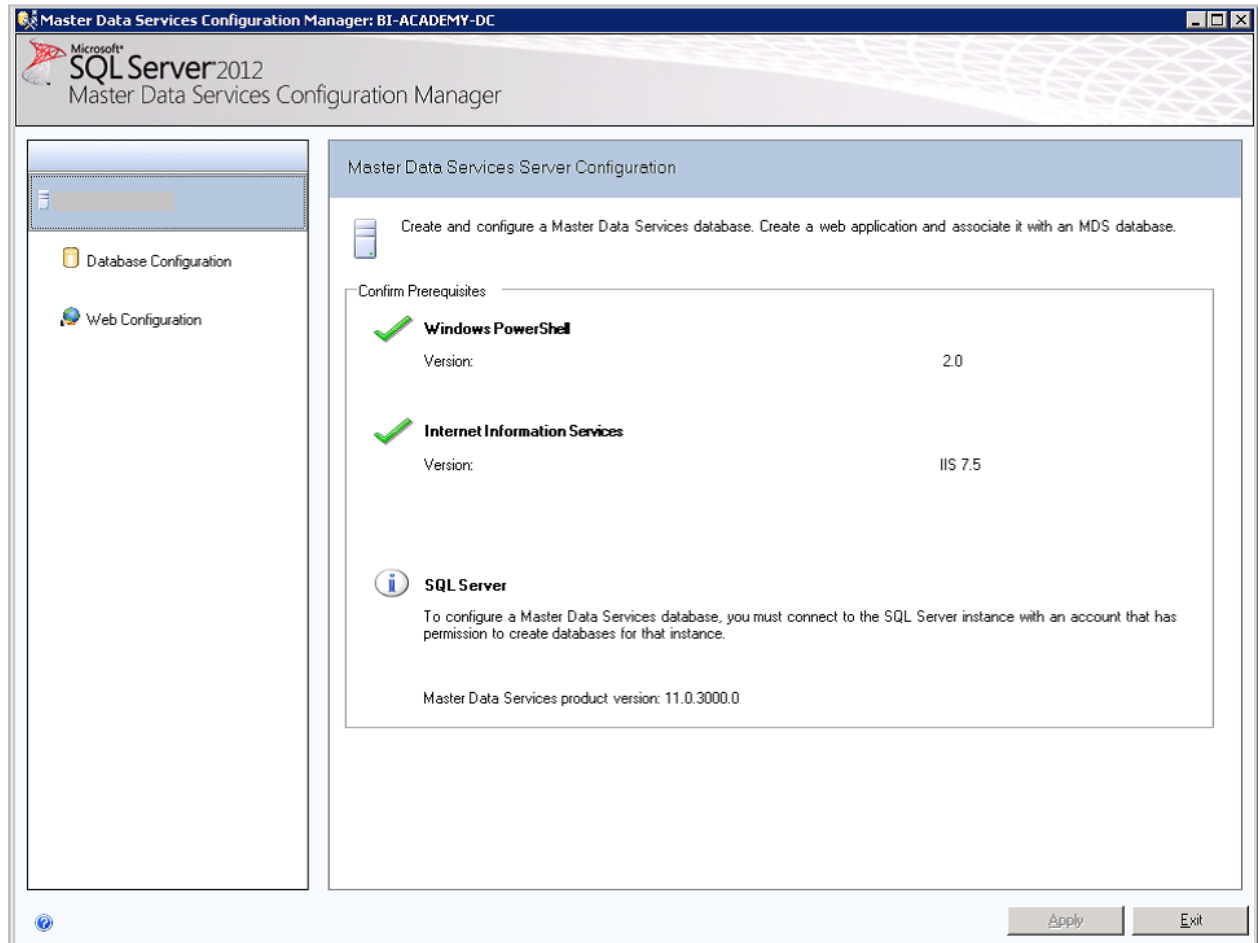 Master Data Services Configuration Manager: BI-ACADEMY-DC
Microsoft®
SQL Server 2012
Master Data Services Configuration Manager
Master Data Services Server Configuration
Create and configure a Master Data Services database. Create a web application and associate it with an MDS database.
Database Configuration
Web Configuration
Confirm Prerequisites
Windows PowerShell
Version: 2.0
Internet Information Services
Version: IIS 7.5
SQL Server
To configure a Master Data Services database, you must connect to the SQL Server instance with an account that has
permission to create databases for that instance.
Master Data Services product version: 11.0.3000.0
Apply Exit